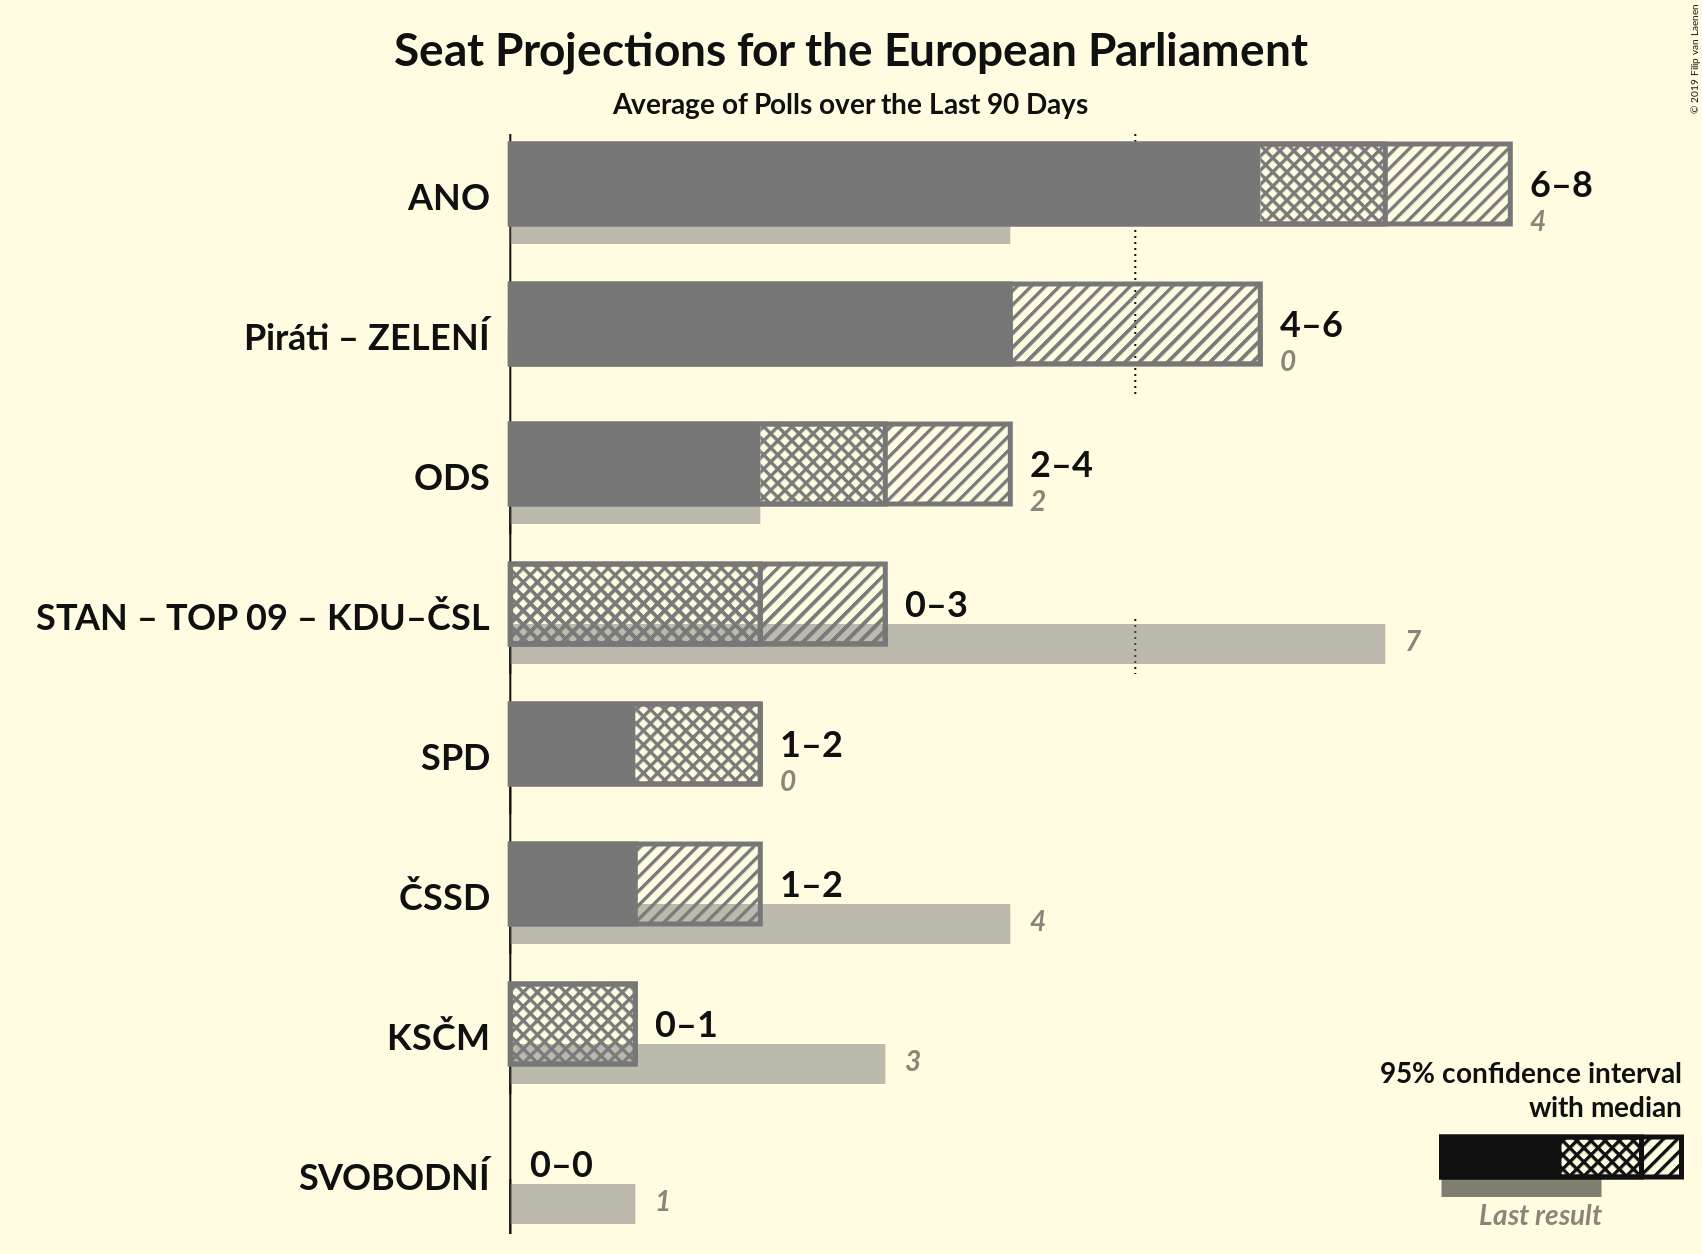 Seat Projections for the European Parliament
Average of Polls over the Last 90 Days
© 2019 Filip van Laenen
ANO
6–8
4
Piráti – ZELENÍ
4–6
0
ODS
2–4
2
STAN – TOP 09 – KDU–ČSL
0–3
7
SPD
1–2
0
ČSSD
1–2
4
KSČM
0–1
3
SVOBODNÍ
0–0
1
95% confidence interval
with median
Last result